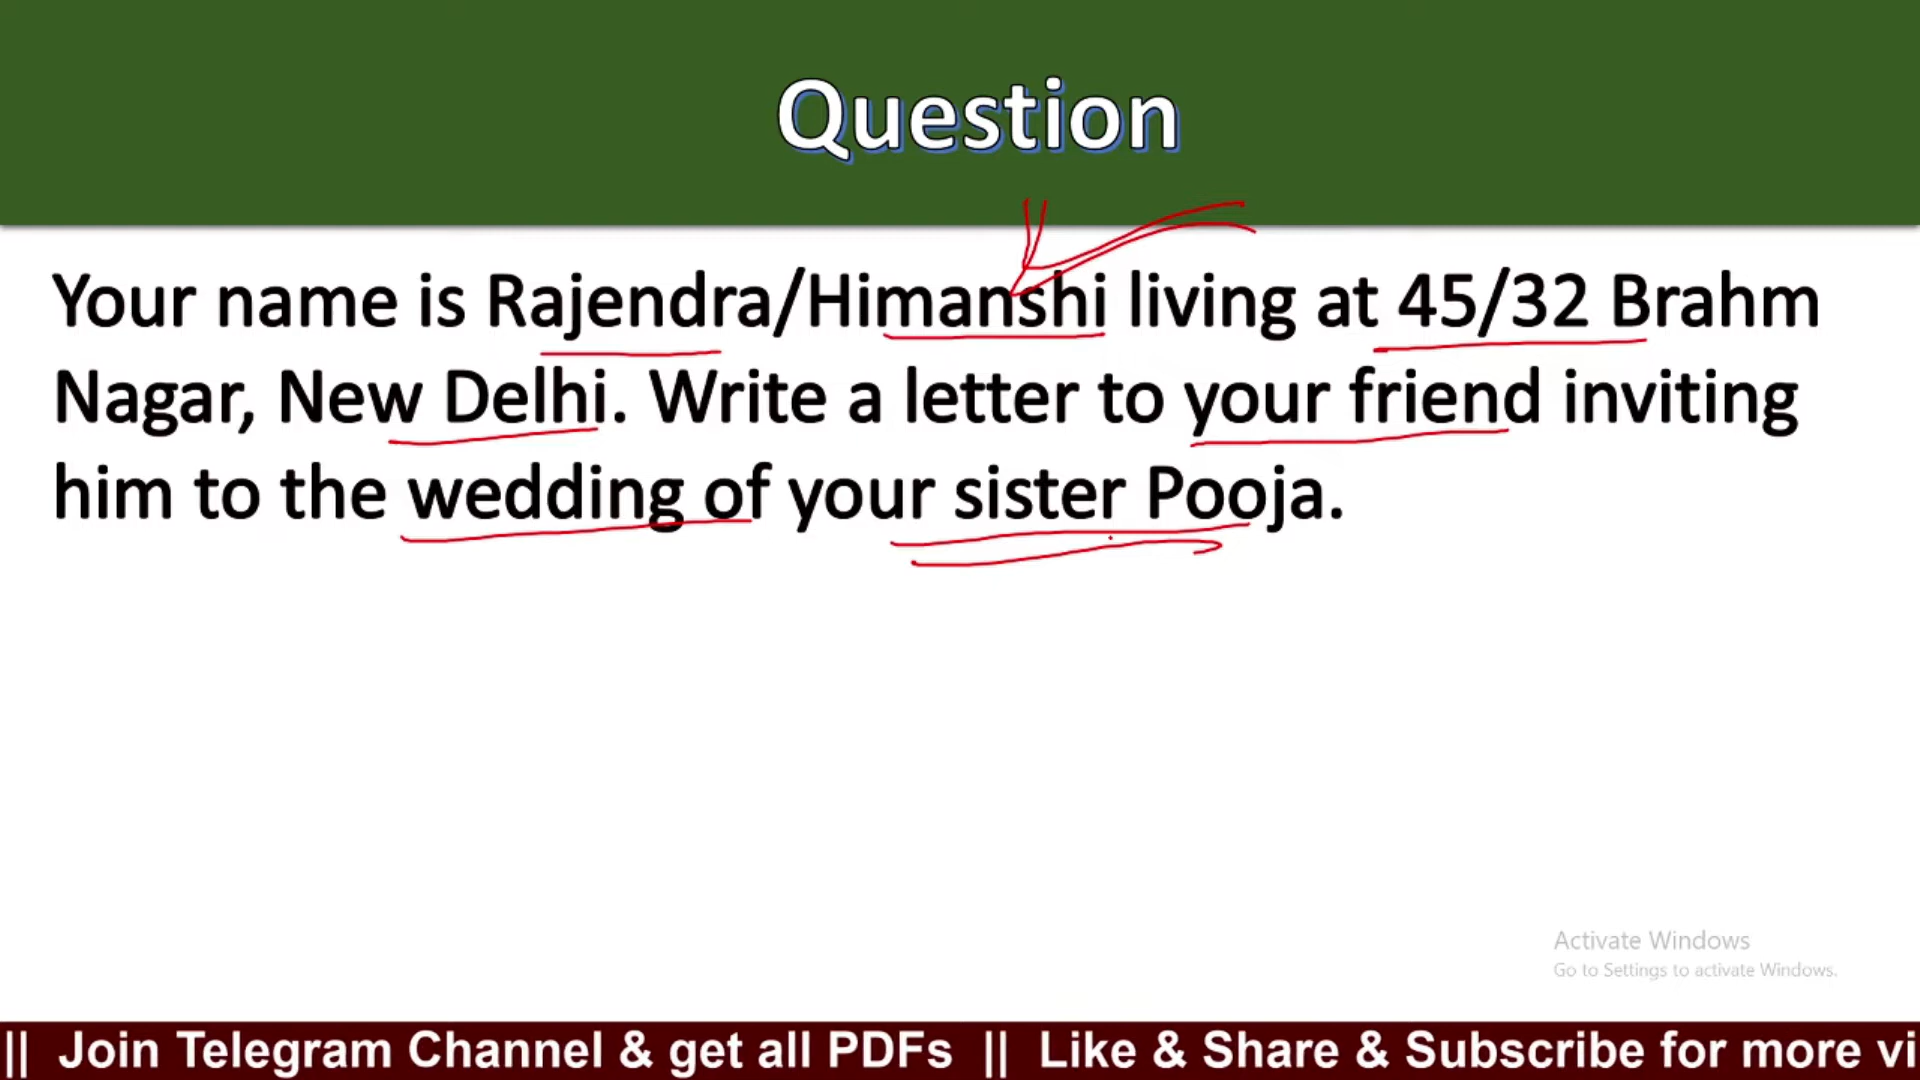 Question
Your name is Rajendra/Himanshi living at 45/32 Brahm
Nagar, New Delhi. Write a letter to your friend inviting
him to the wedding of your sister Pooja.
Activate Windows
Go to Settings to activate Windows.
|| Join Telegram Channel & get all PDFs || Like & Share & Subscribe for more vi